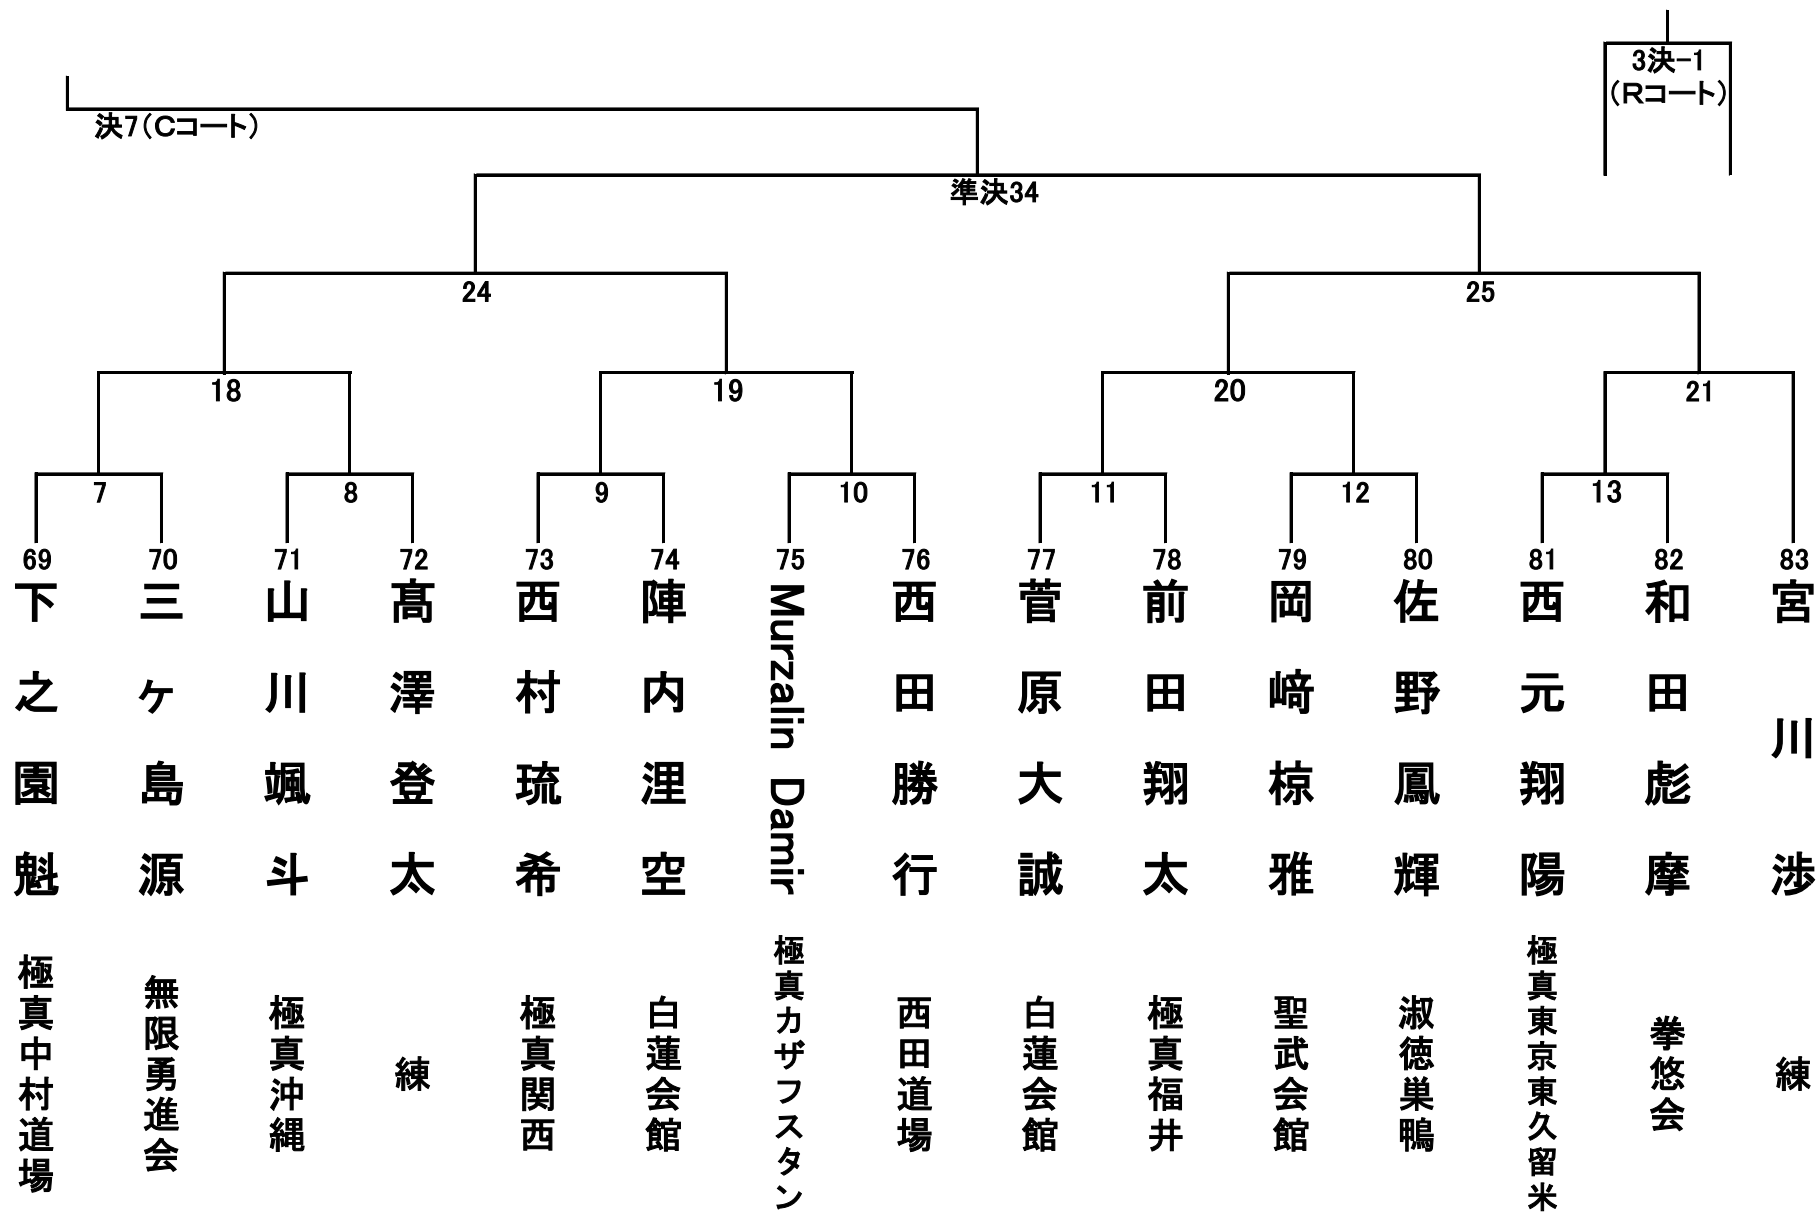 3決-1
(Rコート)
決7(Cコート)
準決34
24
25
18
19
20
21
7
8
9
10
11
12
13
69
70
71
72
73
74
75
76
77
78
79
80
81
82
83
下之園魁
三ヶ島源
山川颯斗
髙澤登太
西村琉希
陣内浬空
Murzalin Damir
西田勝行
菅原大誠
前田翔太
岡﨑椋雅
佐野鳳輝
西元翔陽
和田彪摩
宮川渉
極真中村道場
無限勇進会
極真沖縄
練
極真関西
白蓮会館
極真カザフスタン
西田道場
白蓮会館
極真福井
聖武会館
淑徳巣鴨
極真東京東久留米
拳悠会
練